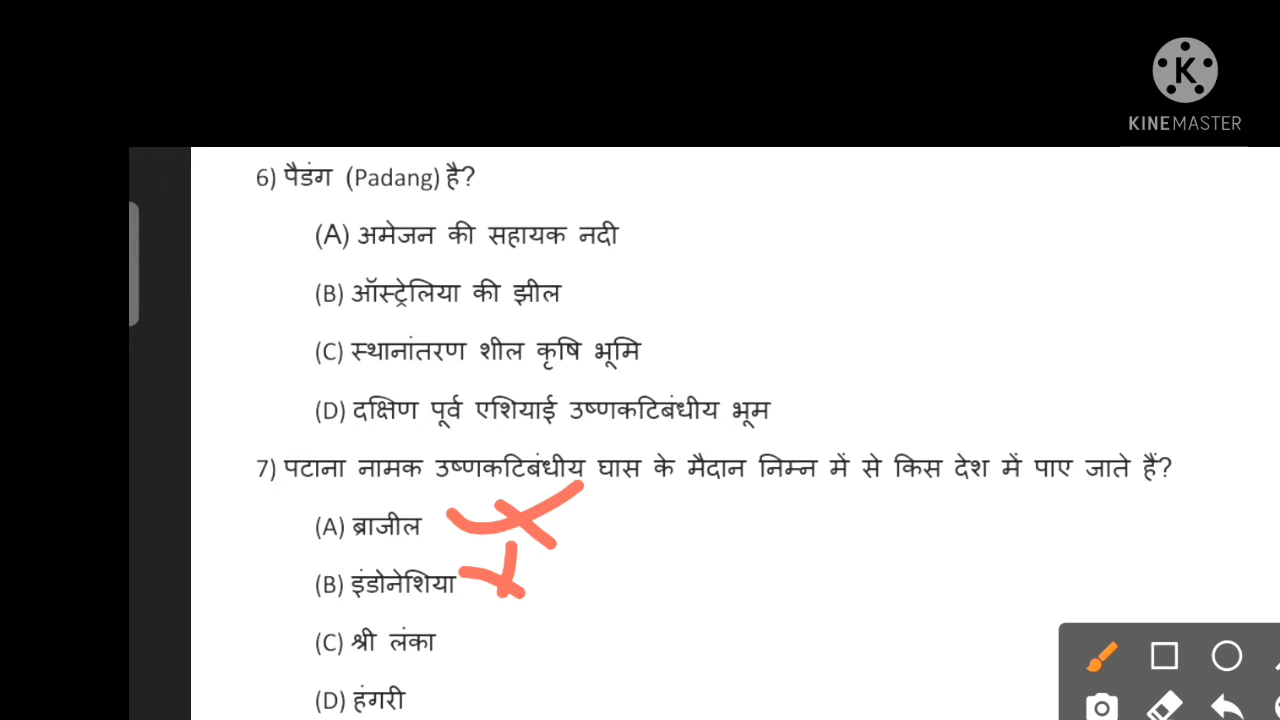 K
KINEMASTER
6) पैडंग (Padang) है?
(A) अमेजन की सहायक नदी
(B) ऑस्ट्रेलिया की झील
(C) स्थानांतरण शील कृषि भूमि
(D) दक्षिण पूर्व एशियाई उष्णकटिबंधीय भूम
7) पटाना नामक उष्णकटिबंधीय घास के मैदान निम्न में से किस देश में पाए जाते हैं?
(A) ब्राजील
(B) इंडोनेशिया
(C) श्री लंका
(D) हंगरी